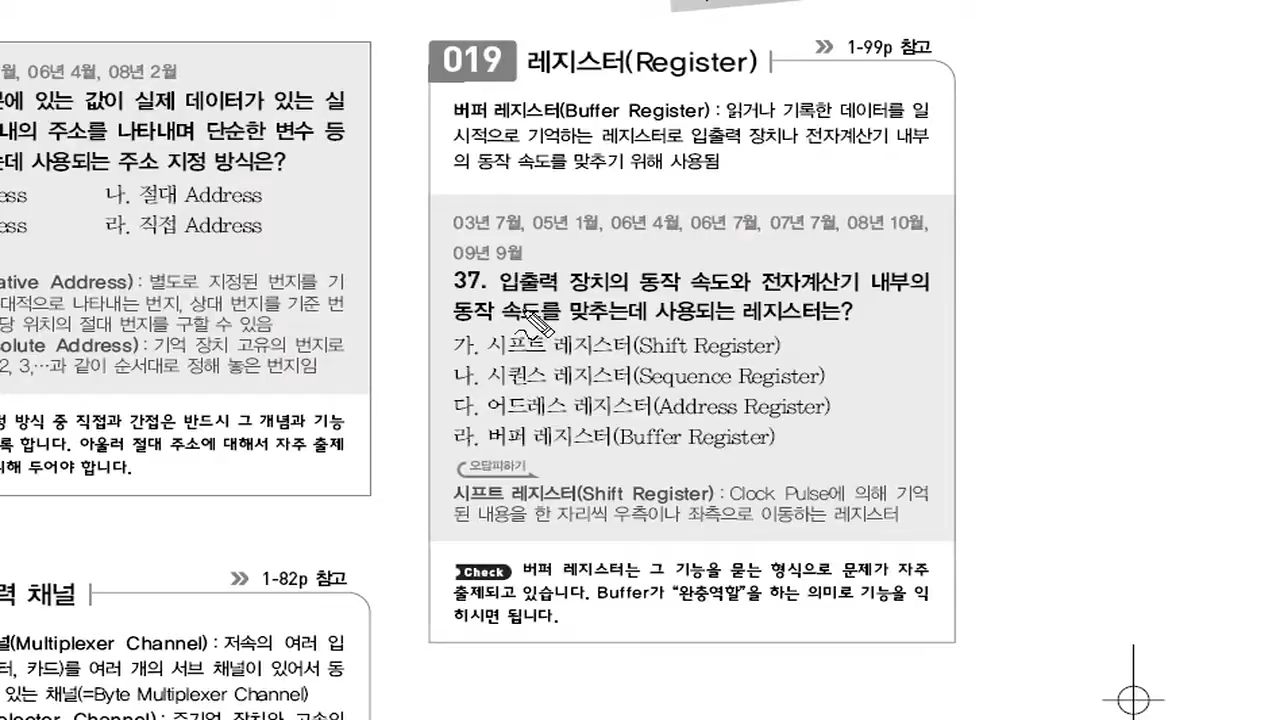 월, 06년 4월, 08년 2월
에 있는 값이 실제 데이터가 있는 실
내의 주소를 나타내며 단순한 변수 등
데 사용되는 주소 지정 방식은?
ess 나. 절대 Address
ess 라. 직접 Address
ative Address) : 별도로 지정된 번지를 기
대적으로 나타내는 번지, 상대 번지를 기준 번
당 위치의 절대 번지를 구할 수 있음
olute Address) : 기억 장치 고유의 번지로
2, 3,…과 같이 순서대로 정해 놓은 번지임
정 방식 중 직접과 간접은 반드시 그 개념과 기능
록 합니다. 아울러 절대 주소에 대해서 자주 출제
해 두어야 합니다.
1-82p 참고
력 채널
널(Multiplexer Channel) : 저속의 여러 입
터, 카드)를 여러 개의 서브 채널이 있어서 동
있는 채널(=Byte Multiplexer Channel)
Channel) : 주기억 장치와 고속의
1-99p 참고
019 레지스터(Register)
버퍼 레지스터(Buffer Register) : 읽거나 기록한 데이터를 일
시적으로 기억하는 레지스터로 입출력 장치나 전자계산기 내부
의 동작 속도를 맞추기 위해 사용됨
03년 7월, 05년 1월, 06년 4월, 06년 7월, 07년 7월, 08년 10월,
09년 9월
37. 입출력 장치의 동작 속도와 전자계산기 내부의
동작 속도를 맞추는데 사용되는 레지스터는?
가. 시프트 레지스터(Shift Register)
나. 시퀀스 레지스터(Sequence Register)
다. 어드레스 레지스터(Address Register)
라. 버퍼 레지스터(Buffer Register)
오답피하기
시프트 레지스터(Shift Register) : Clock Pulse에 의해 기억
된 내용을 한 자리씩 우측이나 좌측으로 이동하는 레지스터
Check 버퍼 레지스터는 그 기능을 묻는 형식으로 문제가 자주
출제되고 있습니다. Buffer가 “완충역할”을 하는 의미로 기능을 익
히시면 됩니다.